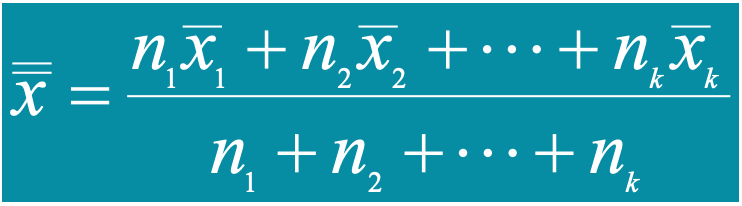 x̿ = (n₁x̅₁ + n₂x̅₂ + ⋯ + nₖx̅ₖ) / (n₁ + n₂ + ⋯ + nₖ)